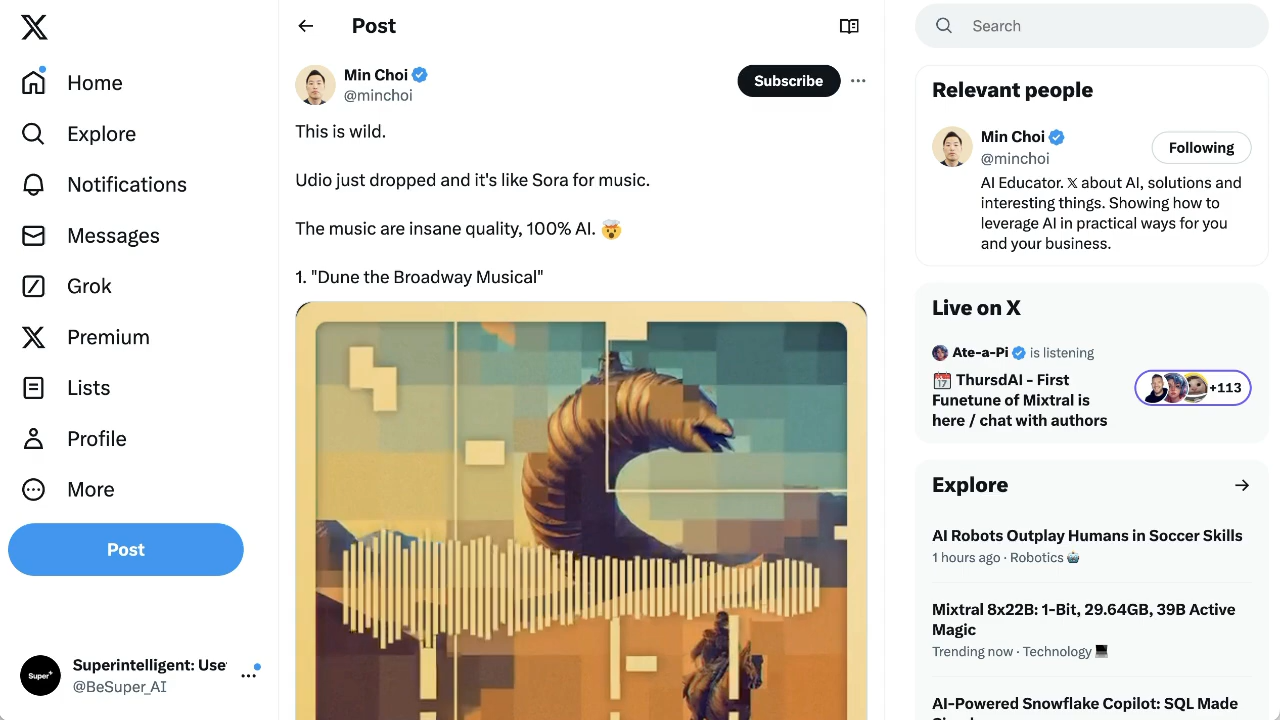 Home
Explore
Notifications
Messages
Grok
Premium
Lists
Profile
More
Post
Super+
Superintelligent: Use
@BeSuper_AI
Post
Min Choi
@minchoi
Subscribe
This is wild.
Udio just dropped and it's like Sora for music.
The music are insane quality, 100% AI. 🤯
1. "Dune the Broadway Musical"
Search
Relevant people
Min Choi
@minchoi
Following
AI Educator. 𝕏 about AI, solutions and
interesting things. Showing how to
leverage AI in practical ways for you
and your business.
Live on X
Ate-a-Pi is listening
📅 ThursdAI - First
Funetune of Mixtral is
here / chat with authors
+113
Explore
AI Robots Outplay Humans in Soccer Skills
1 hours ago · Robotics 🤖
Mixtral 8x22B: 1-Bit, 29.64GB, 39B Active
Magic
Trending now · Technology 💻
AI-Powered Snowflake Copilot: SQL Made